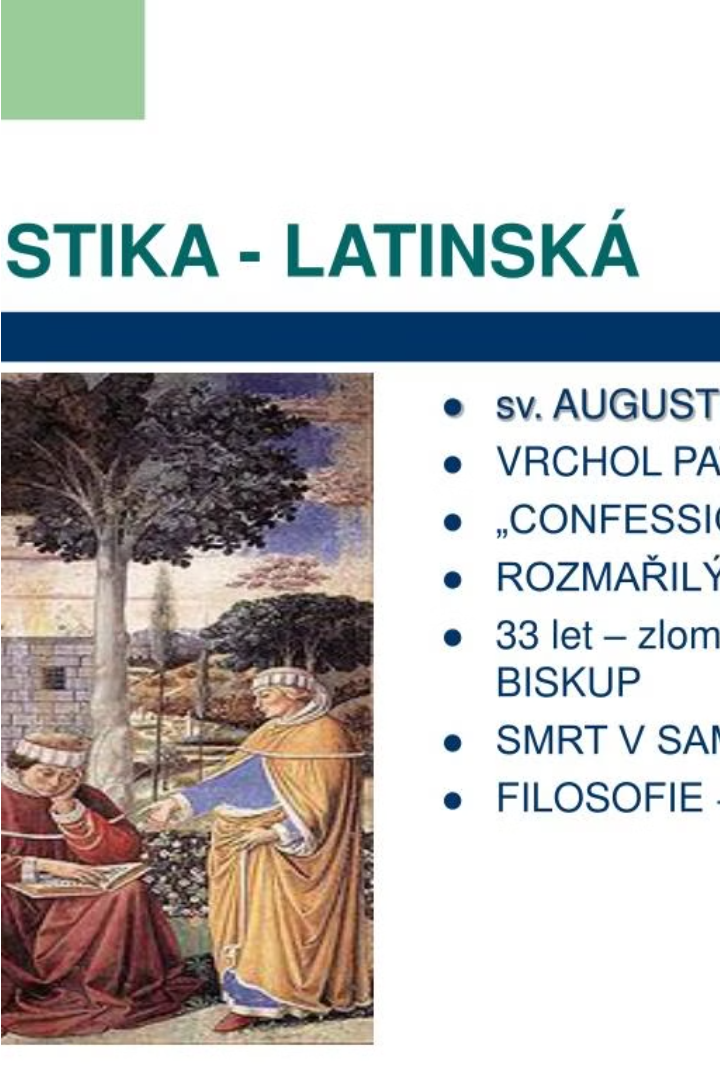 STIKA - LATINSKÁ
sv. AUGUST
VRCHOL PA
„CONFESSIO
ROZMAŘILÝ
33 let – zlom
BISKUP
SMRT V SAM
FILOSOFIE -